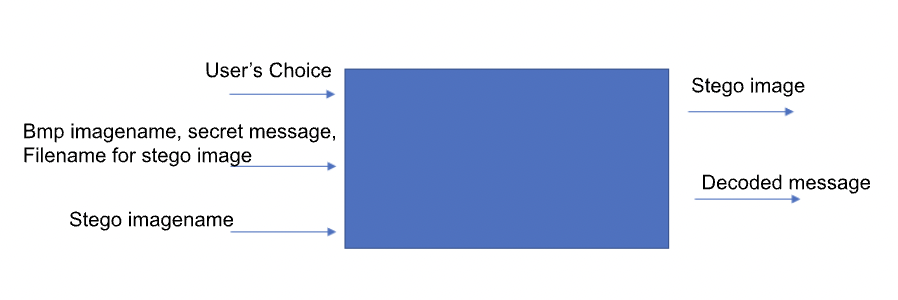 User's Choice
Bmp imagename, secret message,
Filename for stego image
Stego imagename
Stego image
Decoded message